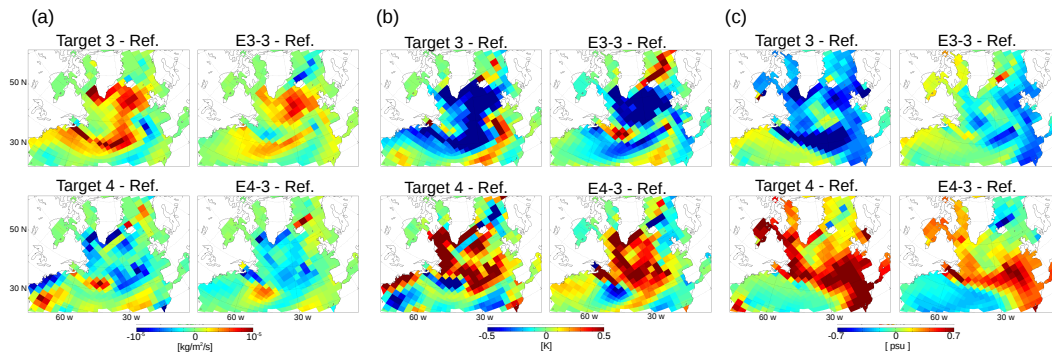 (a) (b) (c)
Target 3 - Ref. E3-3 - Ref. Target 3 - Ref. E3-3 - Ref. Target 3 - Ref. E3-3 - Ref.
50 N
30 N
Target 4 - Ref. E4-3 - Ref. Target 4 - Ref. E4-3 - Ref. Target 4 - Ref. E4-3 - Ref.
50 N
30 N
60 w 30 w 60 w 30 w 60 w 30 w
-10⁻⁵ 0 10⁻⁵ -0.5 0 0.5 -0.7 0 0.7
[kg/m²/s] [K] [ psu ]